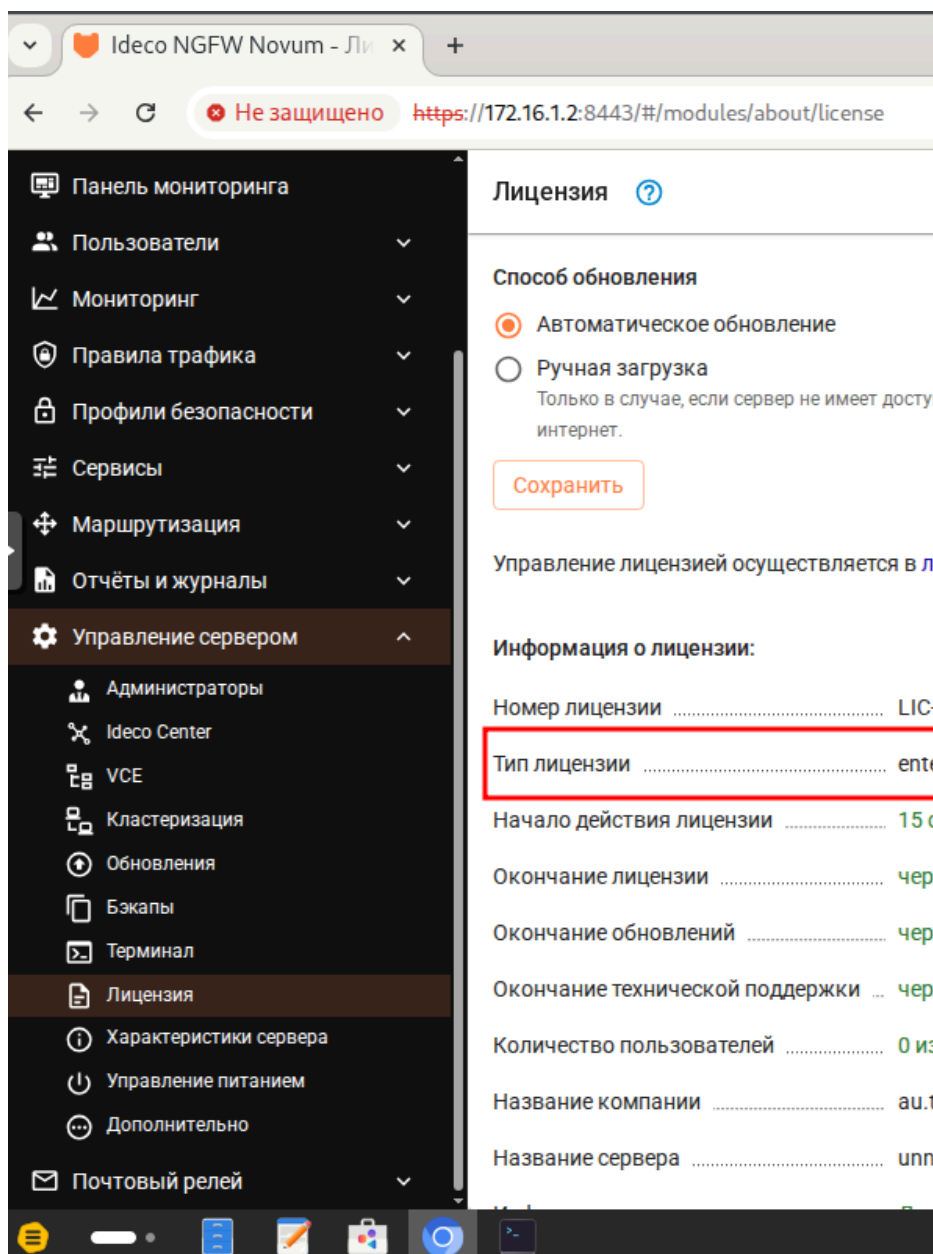 Ideco NGFW Novum - Ли
Не защищено https://172.16.1.2:8443/#/modules/about/license
Панель мониторинга
Пользователи
Мониторинг
Правила трафика
Профили безопасности
Сервисы
Маршрутизация
Отчёты и журналы
Управление сервером
Администраторы
Ideco Center
VCE
Кластеризация
Обновления
Бэкапы
Терминал
Лицензия
Характеристики сервера
Управление питанием
Дополнительно
Почтовый релей
Лицензия
Способ обновления
Автоматическое обновление
Ручная загрузка
Только в случае, если сервер не имеет досту
интернет.
Сохранить
Управление лицензией осуществляется в л
Информация о лицензии:
Номер лицензии LIC-
Тип лицензии ente
Начало действия лицензии 15
Окончание лицензии чер
Окончание обновлений чер
Окончание технической поддержки чер
Количество пользователей 0 из
Название компании au.t
Название сервера unn